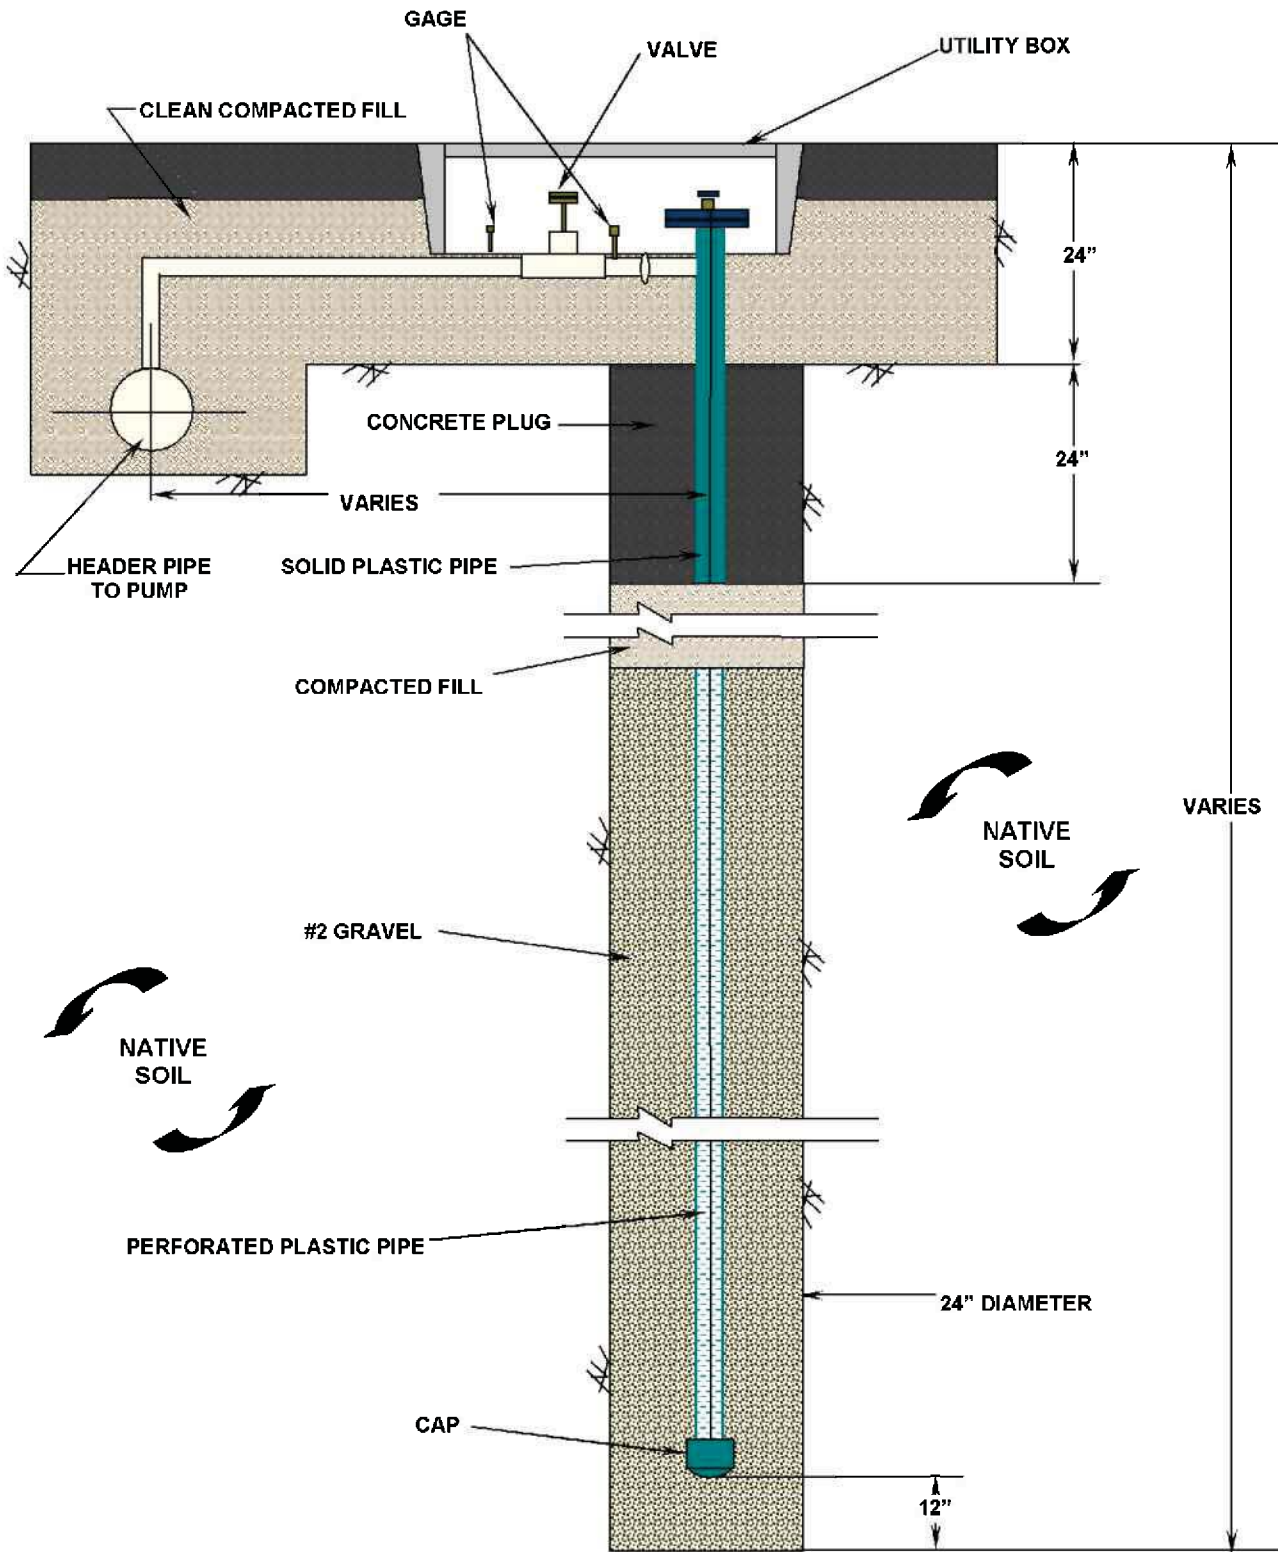 GAGE
VALVE
UTILITY BOX
CLEAN COMPACTED FILL
24”
CONCRETE PLUG
24”
VARIES
HEADER PIPE
TO PUMP
SOLID PLASTIC PIPE
COMPACTED FILL
VARIES
NATIVE
SOIL
#2 GRAVEL
NATIVE
SOIL
PERFORATED PLASTIC PIPE
24” DIAMETER
CAP
12”